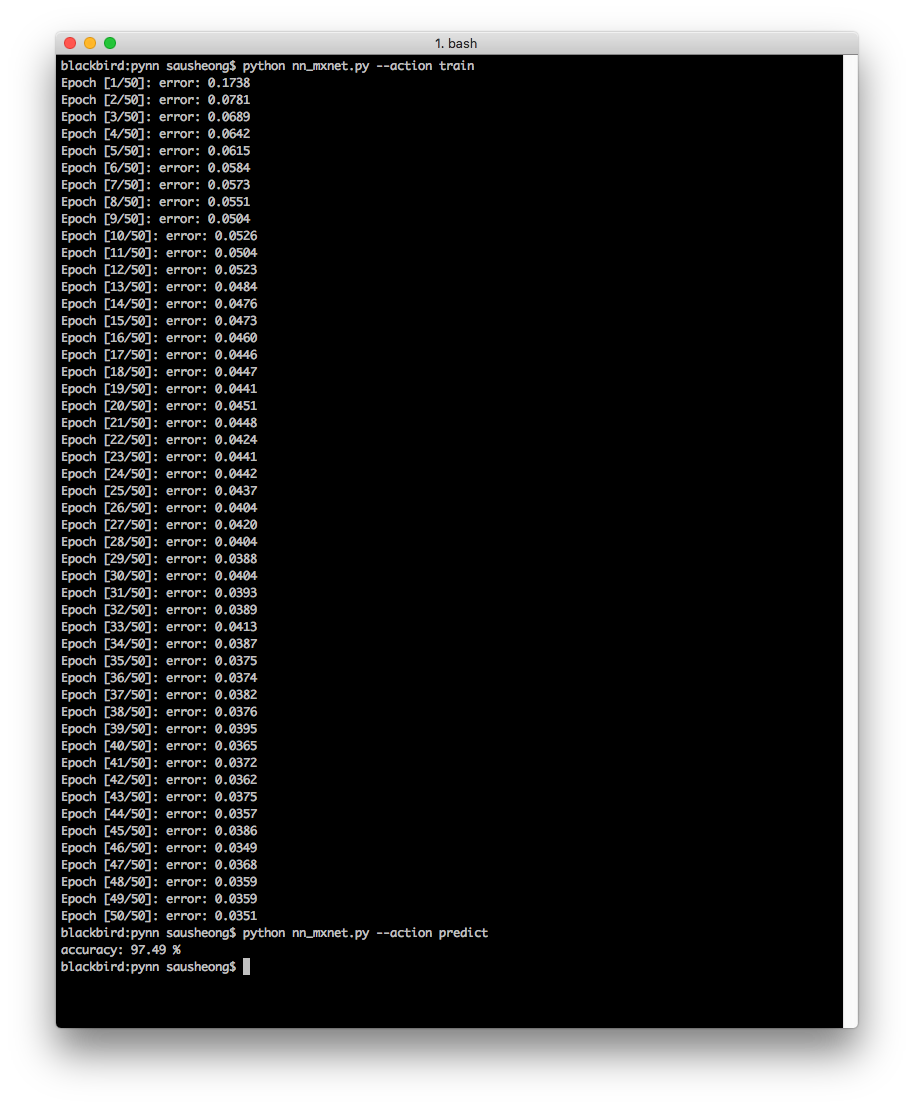 1. bash
blackbird:pynn sausheong$ python nn_mxnet.py --action train
Epoch [1/50]: error: 0.1738
Epoch [2/50]: error: 0.0781
Epoch [3/50]: error: 0.0689
Epoch [4/50]: error: 0.0642
Epoch [5/50]: error: 0.0615
Epoch [6/50]: error: 0.0584
Epoch [7/50]: error: 0.0573
Epoch [8/50]: error: 0.0551
Epoch [9/50]: error: 0.0504
Epoch [10/50]: error: 0.0526
Epoch [11/50]: error: 0.0504
Epoch [12/50]: error: 0.0523
Epoch [13/50]: error: 0.0484
Epoch [14/50]: error: 0.0476
Epoch [15/50]: error: 0.0473
Epoch [16/50]: error: 0.0460
Epoch [17/50]: error: 0.0446
Epoch [18/50]: error: 0.0447
Epoch [19/50]: error: 0.0441
Epoch [20/50]: error: 0.0451
Epoch [21/50]: error: 0.0448
Epoch [22/50]: error: 0.0424
Epoch [23/50]: error: 0.0441
Epoch [24/50]: error: 0.0442
Epoch [25/50]: error: 0.0437
Epoch [26/50]: error: 0.0404
Epoch [27/50]: error: 0.0420
Epoch [28/50]: error: 0.0404
Epoch [29/50]: error: 0.0388
Epoch [30/50]: error: 0.0404
Epoch [31/50]: error: 0.0393
Epoch [32/50]: error: 0.0389
Epoch [33/50]: error: 0.0413
Epoch [34/50]: error: 0.0387
Epoch [35/50]: error: 0.0375
Epoch [36/50]: error: 0.0374
Epoch [37/50]: error: 0.0382
Epoch [38/50]: error: 0.0376
Epoch [39/50]: error: 0.0395
Epoch [40/50]: error: 0.0365
Epoch [41/50]: error: 0.0372
Epoch [42/50]: error: 0.0362
Epoch [43/50]: error: 0.0375
Epoch [44/50]: error: 0.0357
Epoch [45/50]: error: 0.0386
Epoch [46/50]: error: 0.0349
Epoch [47/50]: error: 0.0368
Epoch [48/50]: error: 0.0359
Epoch [49/50]: error: 0.0359
Epoch [50/50]: error: 0.0351
blackbird:pynn sausheong$ python nn_mxnet.py --action predict
accuracy: 97.49 %
blackbird:pynn sausheong$